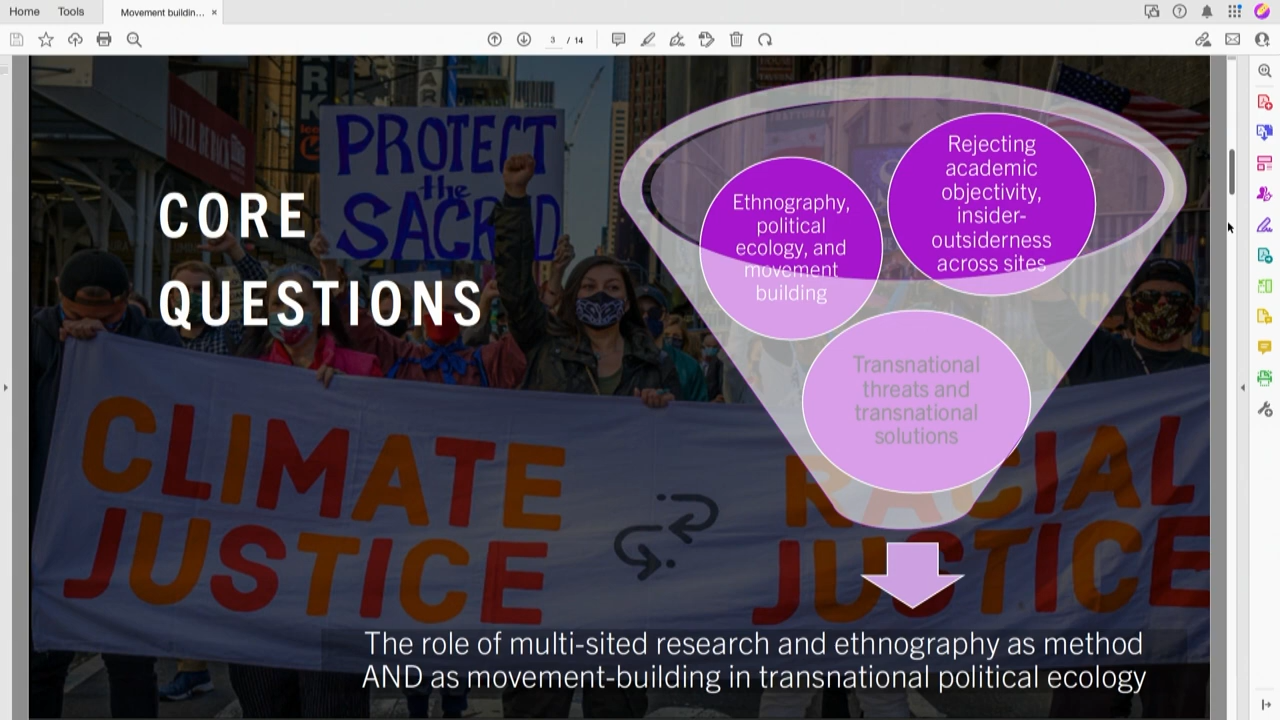 Home
Tools
Movement buildin...
3 / 14
PROTECT
the
SACRED
CORE
QUESTIONS
Ethnography,
political
ecology, and
movement
building
Rejecting
academic
objectivity,
insider-
outsiderness
across sites
Transnational
threats and
transnational
solutions
CLIMATE
JUSTICE
RACIAL
JUSTICE
The role of multi-sited research and ethnography as method
AND as movement-building in transnational political ecology